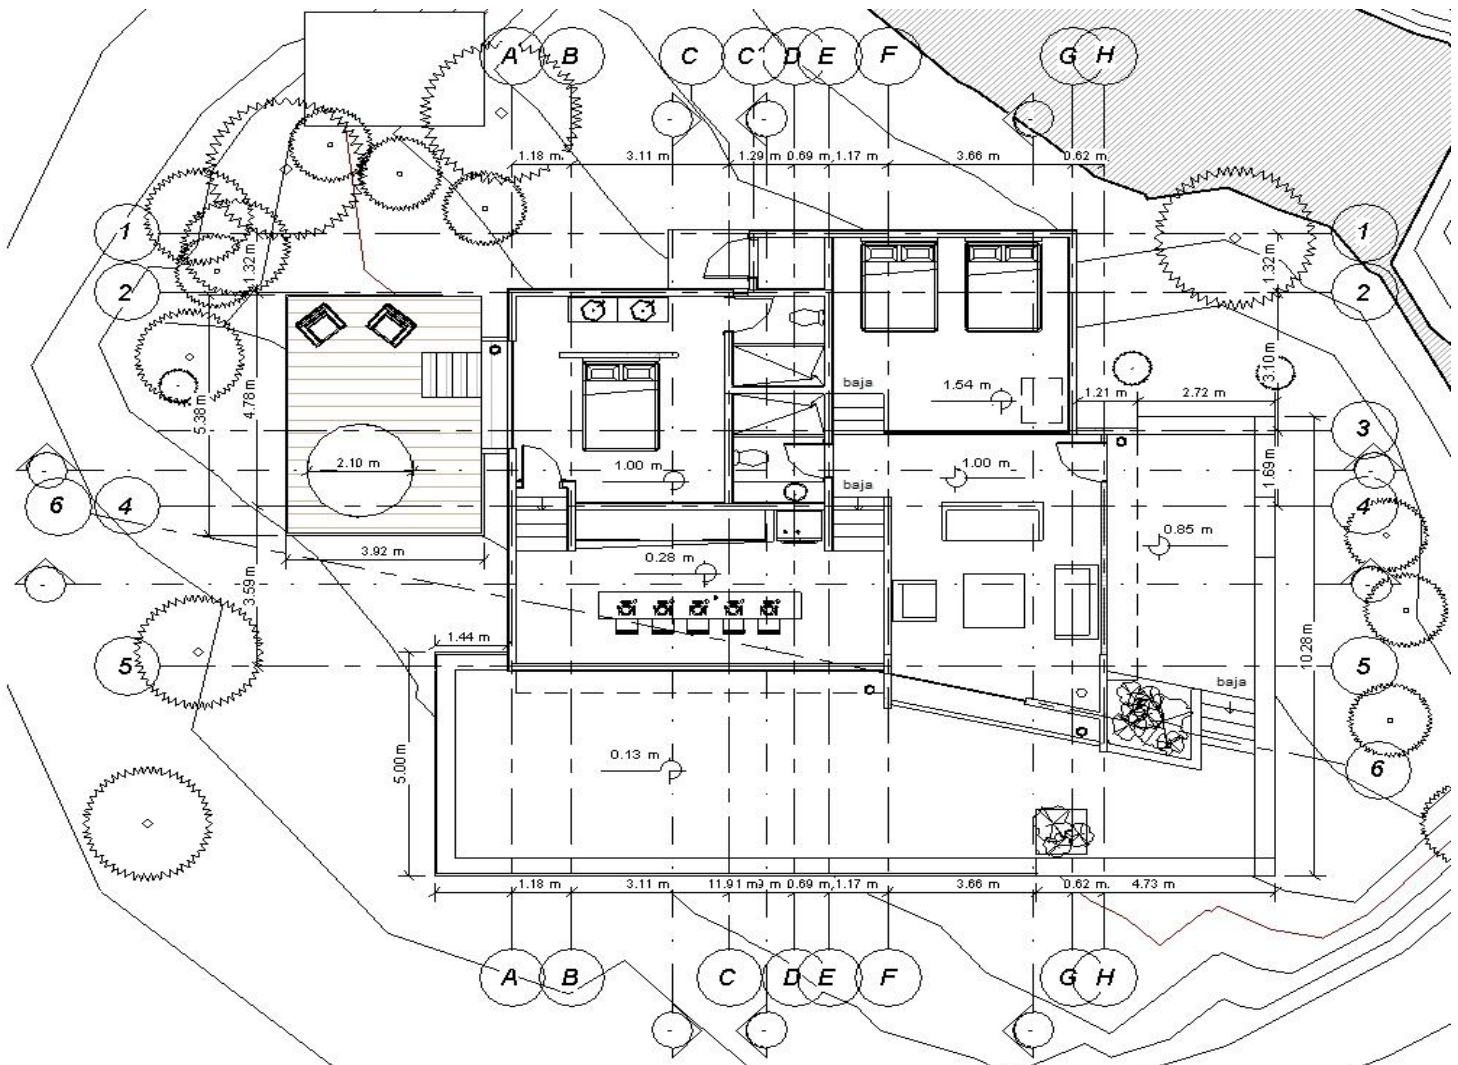 A B C C' D E F G H
1.18 m. 3.11 m 1.29 m 0.69 m. 1.17 m 3.66 m 0.62 m.
1 1
1.32 m 1.32 m
2 2
baja 1.54 m
1.21 m 2.72 m
3.10 m
5.38 m 4.78 m
3
2.10 m 1.00 m 1.00 m
baja
1.69 m
6 4 4
0.85 m
3.92 m 0.28 m
3.59 m
1.44 m
5 5
baja
10.28 m
0.13 m
5.00 m
6
1.18 m 3.11 m 11.91 m 0.69 m. 1.17 m 3.66 m 0.62 m. 4.73 m
A B C D E F G H